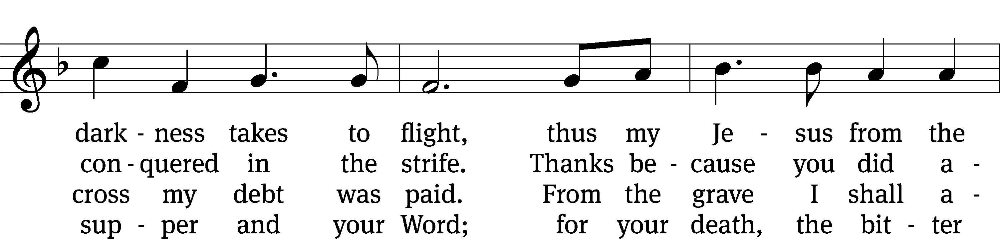 dark - ness takes to flight, thus my Je - sus from the
con - quered in the strife. Thanks be - cause you did a -
cross my debt was paid. From the grave I shall a -
sup - per and your Word; for your death, the bit - ter